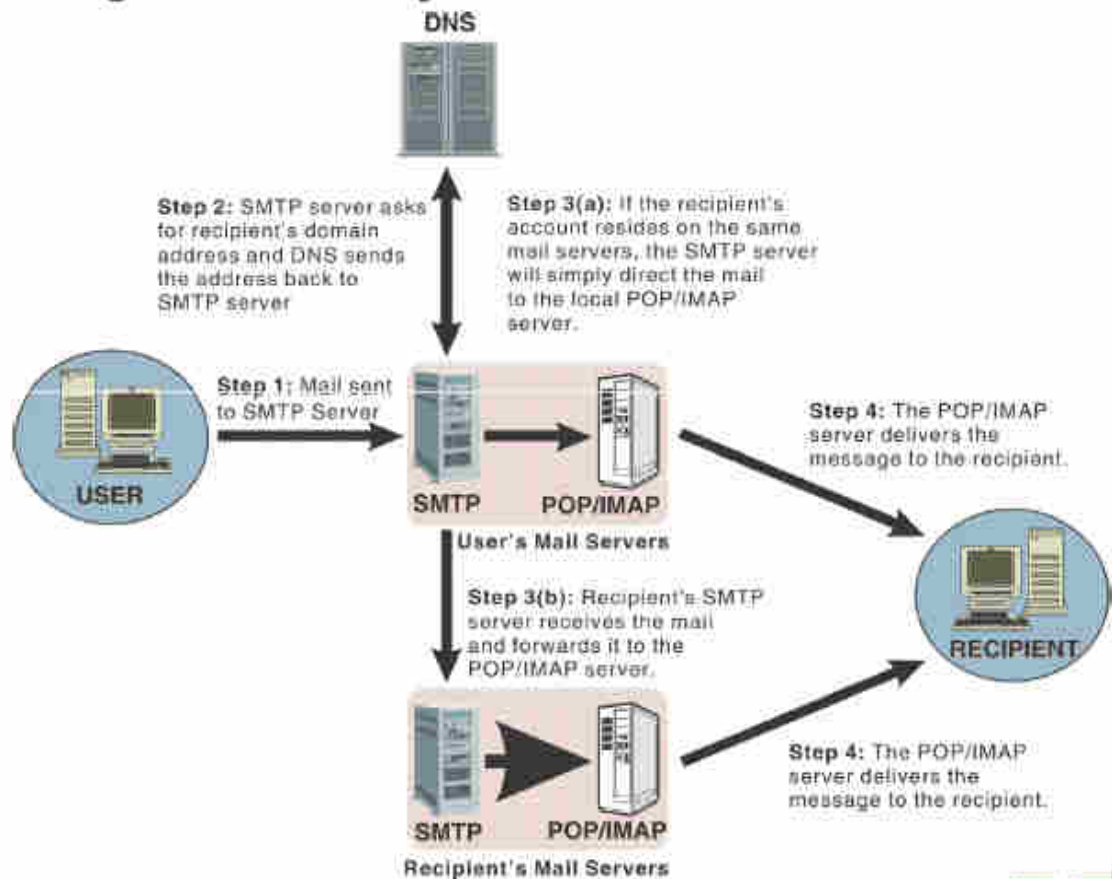 DNS
Step 2: SMTP server asks
for recipient's domain
address and DNS sends
the address back to
SMTP server
Step 3(a): If the recipient's
account resides on the same
mail servers, the SMTP server
will simply direct the mail
to the local POP/IMAP
server.
Step 1: Mail sent
to SMTP Server
USER
SMTP
POP/IMAP
User's Mail Servers
Step 4: The POP/IMAP
server delivers the
message to the recipient.
Step 3(b): Recipient's SMTP
server receives the mail
and forwards it to the
POP/IMAP server.
RECIPIENT
SMTP
POP/IMAP
Recipient's Mail Servers
Step 4: The POP/IMAP
server delivers the
message to the recipient.